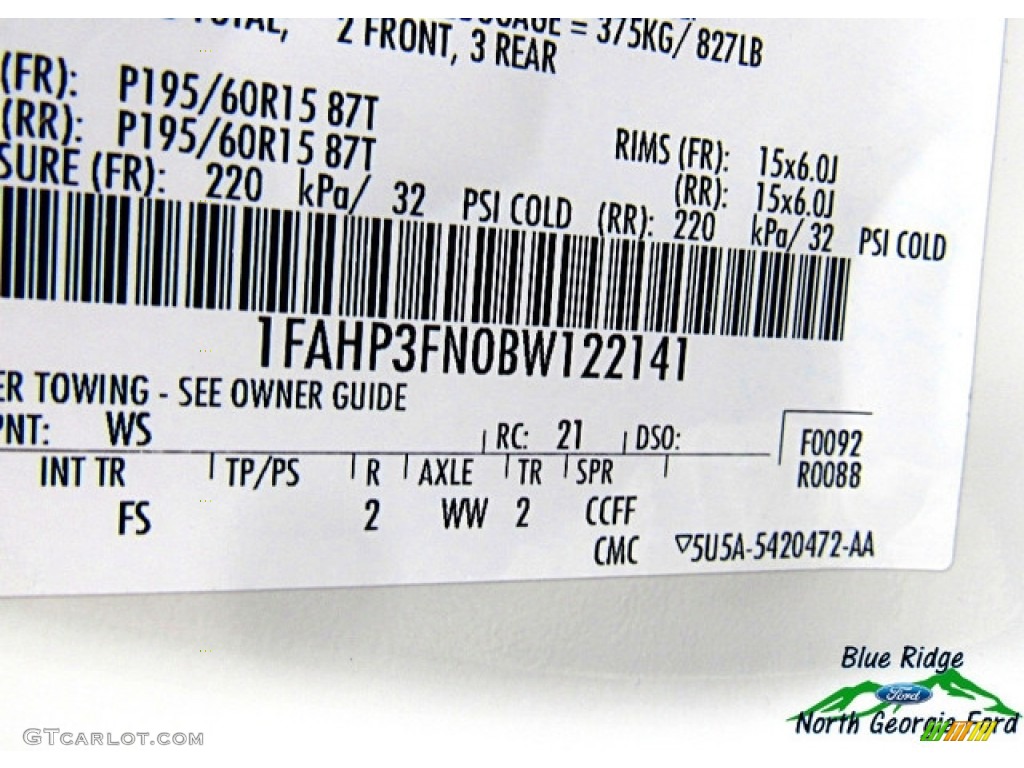 TOTAL, 2 FRONT, 3 REAR = 375KG/ 827LB
(FR): P195/60R15 87T
(RR): P195/60R15 87T
RIMS (FR): 15x6.0J
(RR): 15x6.0J
SURE (FR): 220 kPa/ 32 PSI COLD (RR): 220 kPa/ 32 PSI COLD
1FAHP3FN0BW122141
ER TOWING - SEE OWNER GUIDE
PNT: WS RC: 21 DSO:
F0092
R0088
INT TR TP/PS R AXLE TR SPR
FS 2 WW 2 CCFF
CMC ▽5U5A-5420472-AA
Blue Ridge
Ford
North Georgia Ford
GTCARLOT.COM